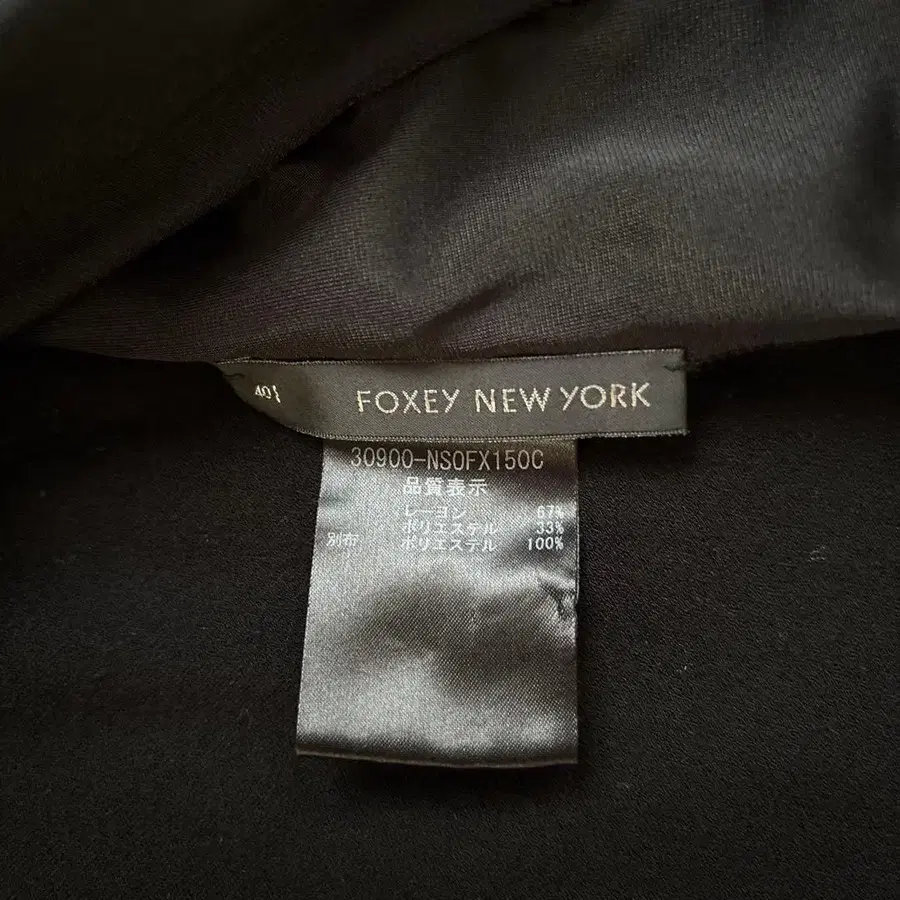 40
FOXEY NEW YORK
30900-NSOFX150C
品質表示
レーヨン 67%
ポリエステル 33%
別布 ポリエステル 100%